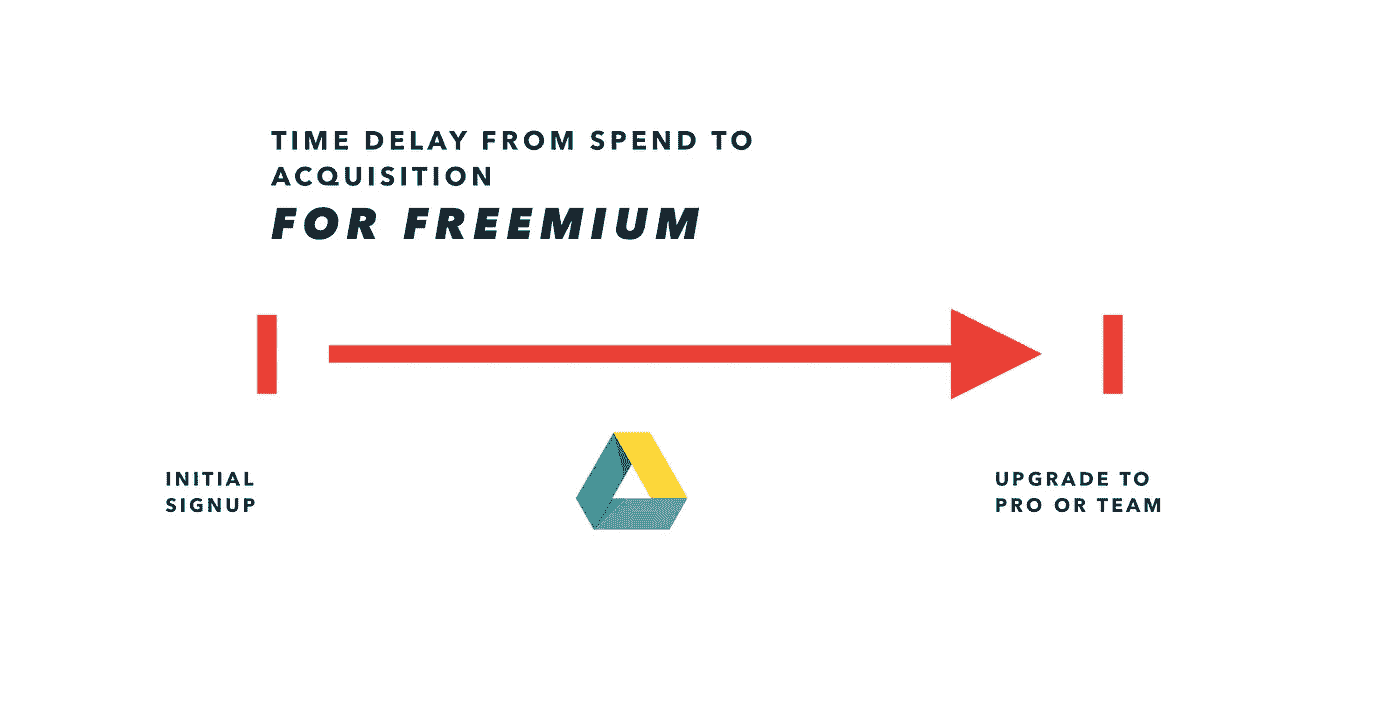 TIME DELAY FROM SPEND TO
ACQUISITION
FOR FREEMIUM
INITIAL
SIGNUP
UPGRADE TO
PRO OR TEAM